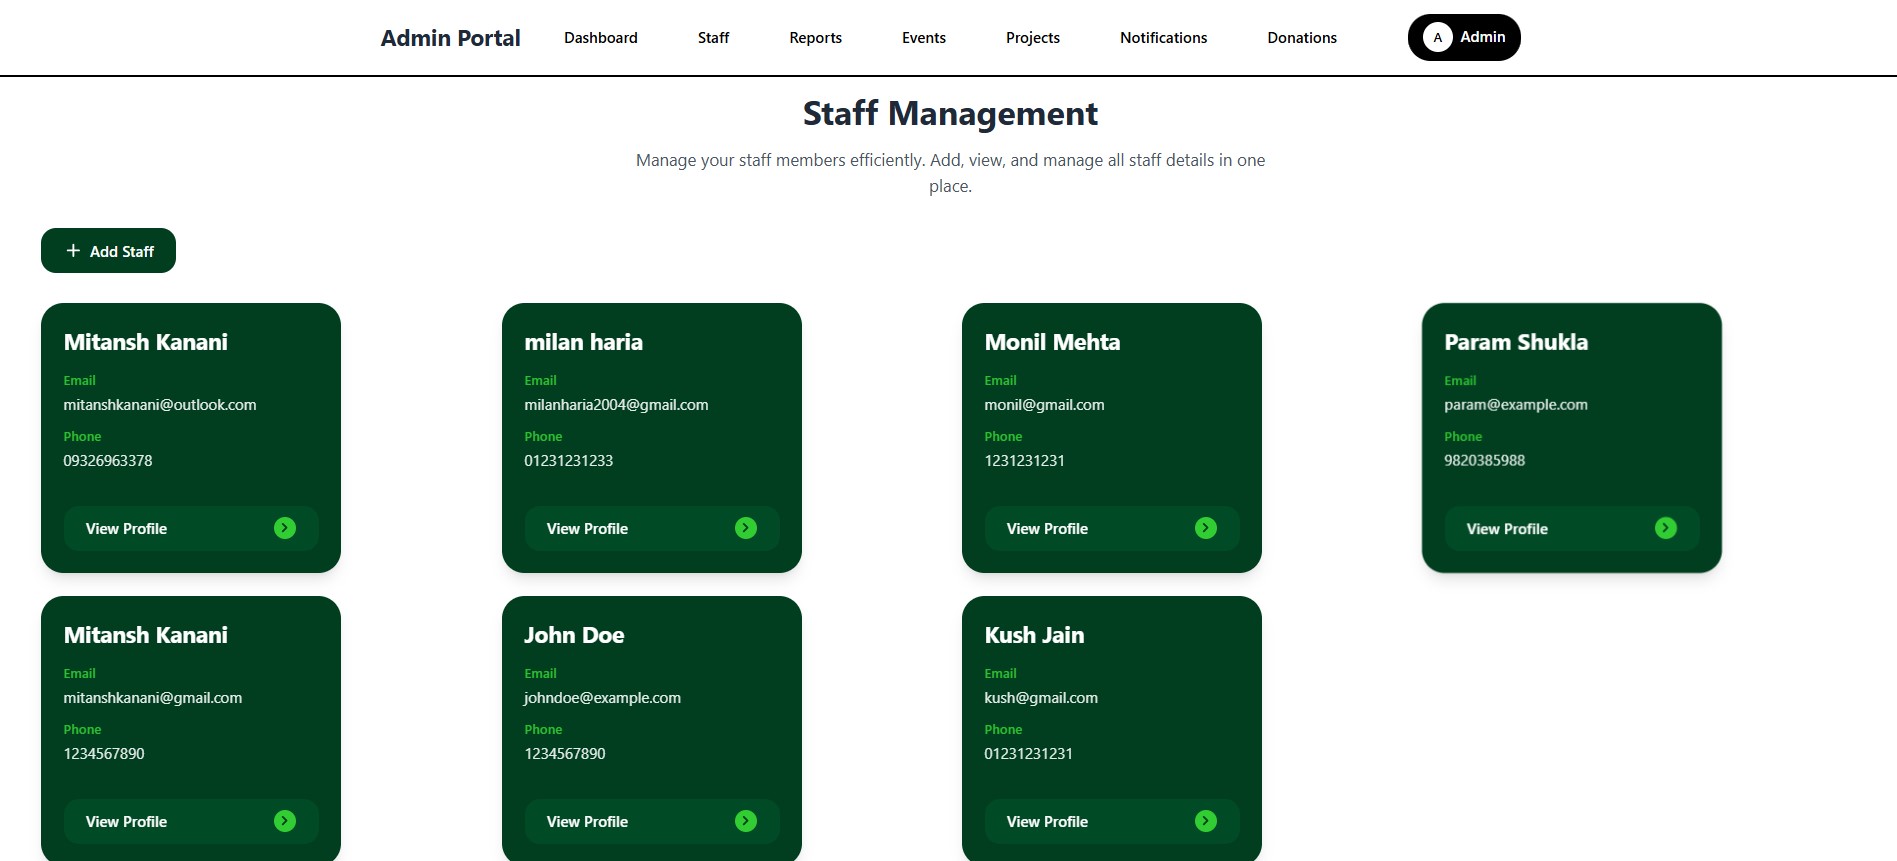 Admin Portal
Dashboard
Staff
Reports
Events
Projects
Notifications
Donations
A
Admin
Staff Management
Manage your staff members efficiently. Add, view, and manage all staff details in one
place.
+ Add Staff
Mitansh Kanani
Email
mitanshkanani@outlook.com
Phone
09326963378
View Profile
milan haria
Email
milanharia2004@gmail.com
Phone
01231231233
View Profile
Monil Mehta
Email
monil@gmail.com
Phone
1231231231
View Profile
Param Shukla
Email
param@example.com
Phone
9820385988
View Profile
Mitansh Kanani
Email
mitanshkanani@gmail.com
Phone
1234567890
View Profile
John Doe
Email
johndoe@example.com
Phone
1234567890
View Profile
Kush Jain
Email
kush@gmail.com
Phone
01231231231
View Profile